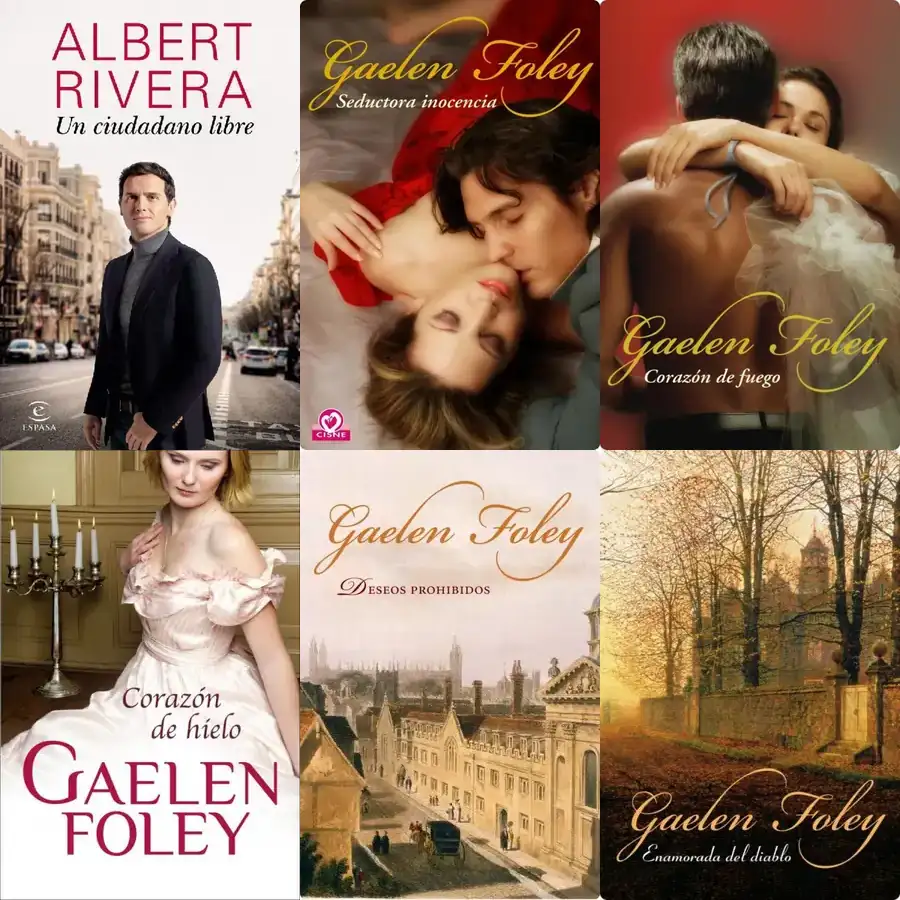 ALBERT
RIVERA
Un ciudadano libre
e
ESPASA
Gaelen Foley
Seductora inocencia
CISNE
Gaelen Foley
Corazón de fuego
Corazón
de hielo
GAELEN
FOLEY
Gaelen Foley
DESEOS PROHIBIDOS
Gaelen Foley
Enamorada del diablo